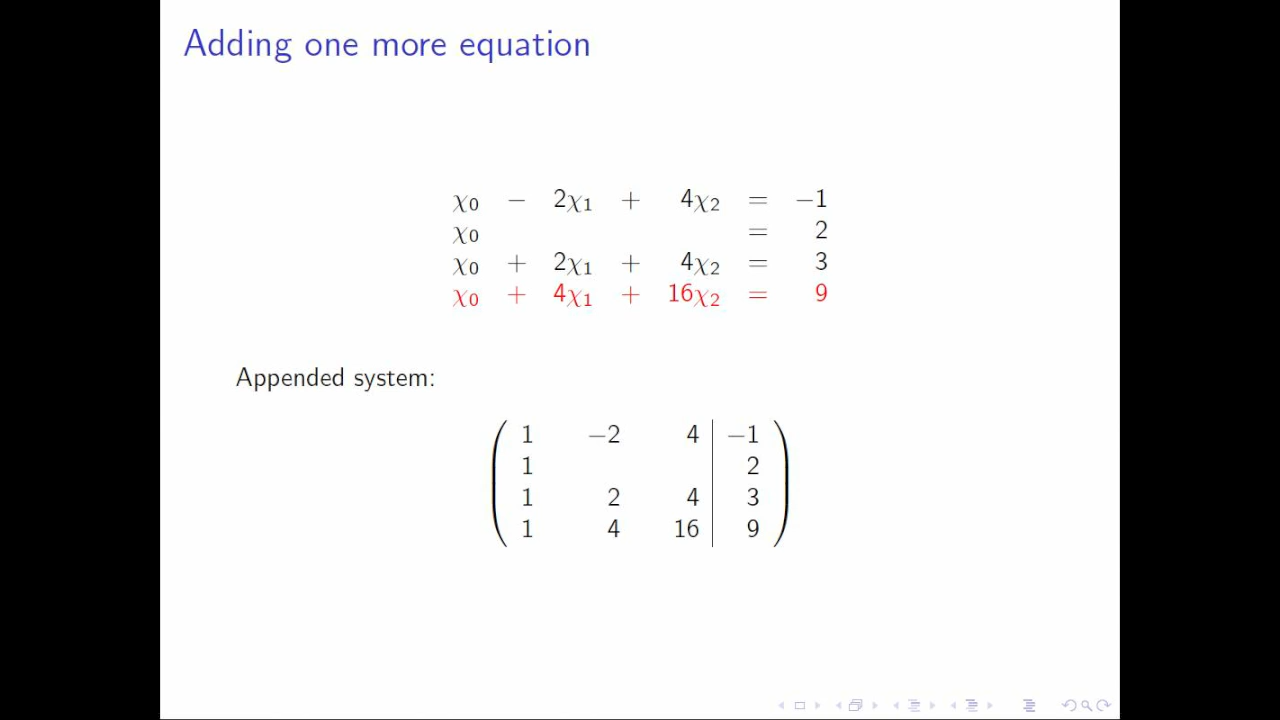 Adding one more equation
χ₀ − 2χ₁ + 4χ₂ = −1
χ₀ = 2
χ₀ + 2χ₁ + 4χ₂ = 3
χ₀ + 4χ₁ + 16χ₂ = 9
Appended system:
1 −2 4 −1
1 2
1 2 4 3
1 4 16 9